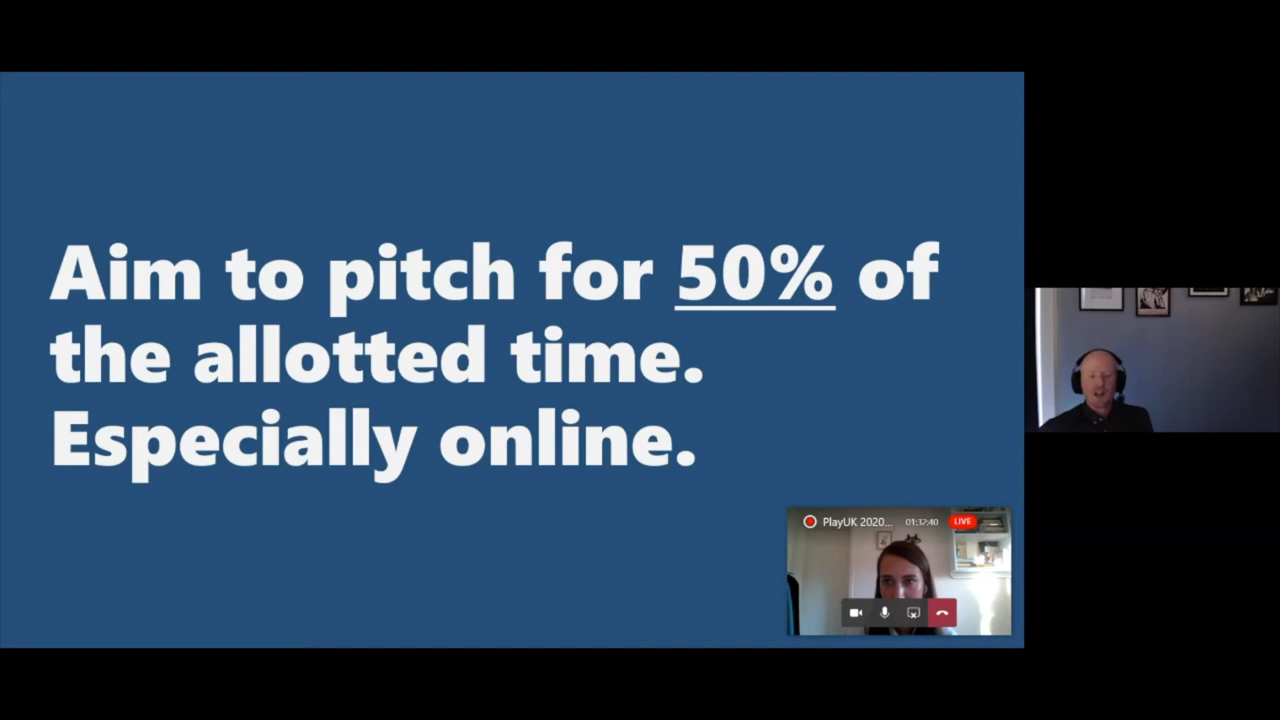 Aim to pitch for 50% of
the allotted time.
Especially online.
PlayUK 2020... 01:32:40 LIVE